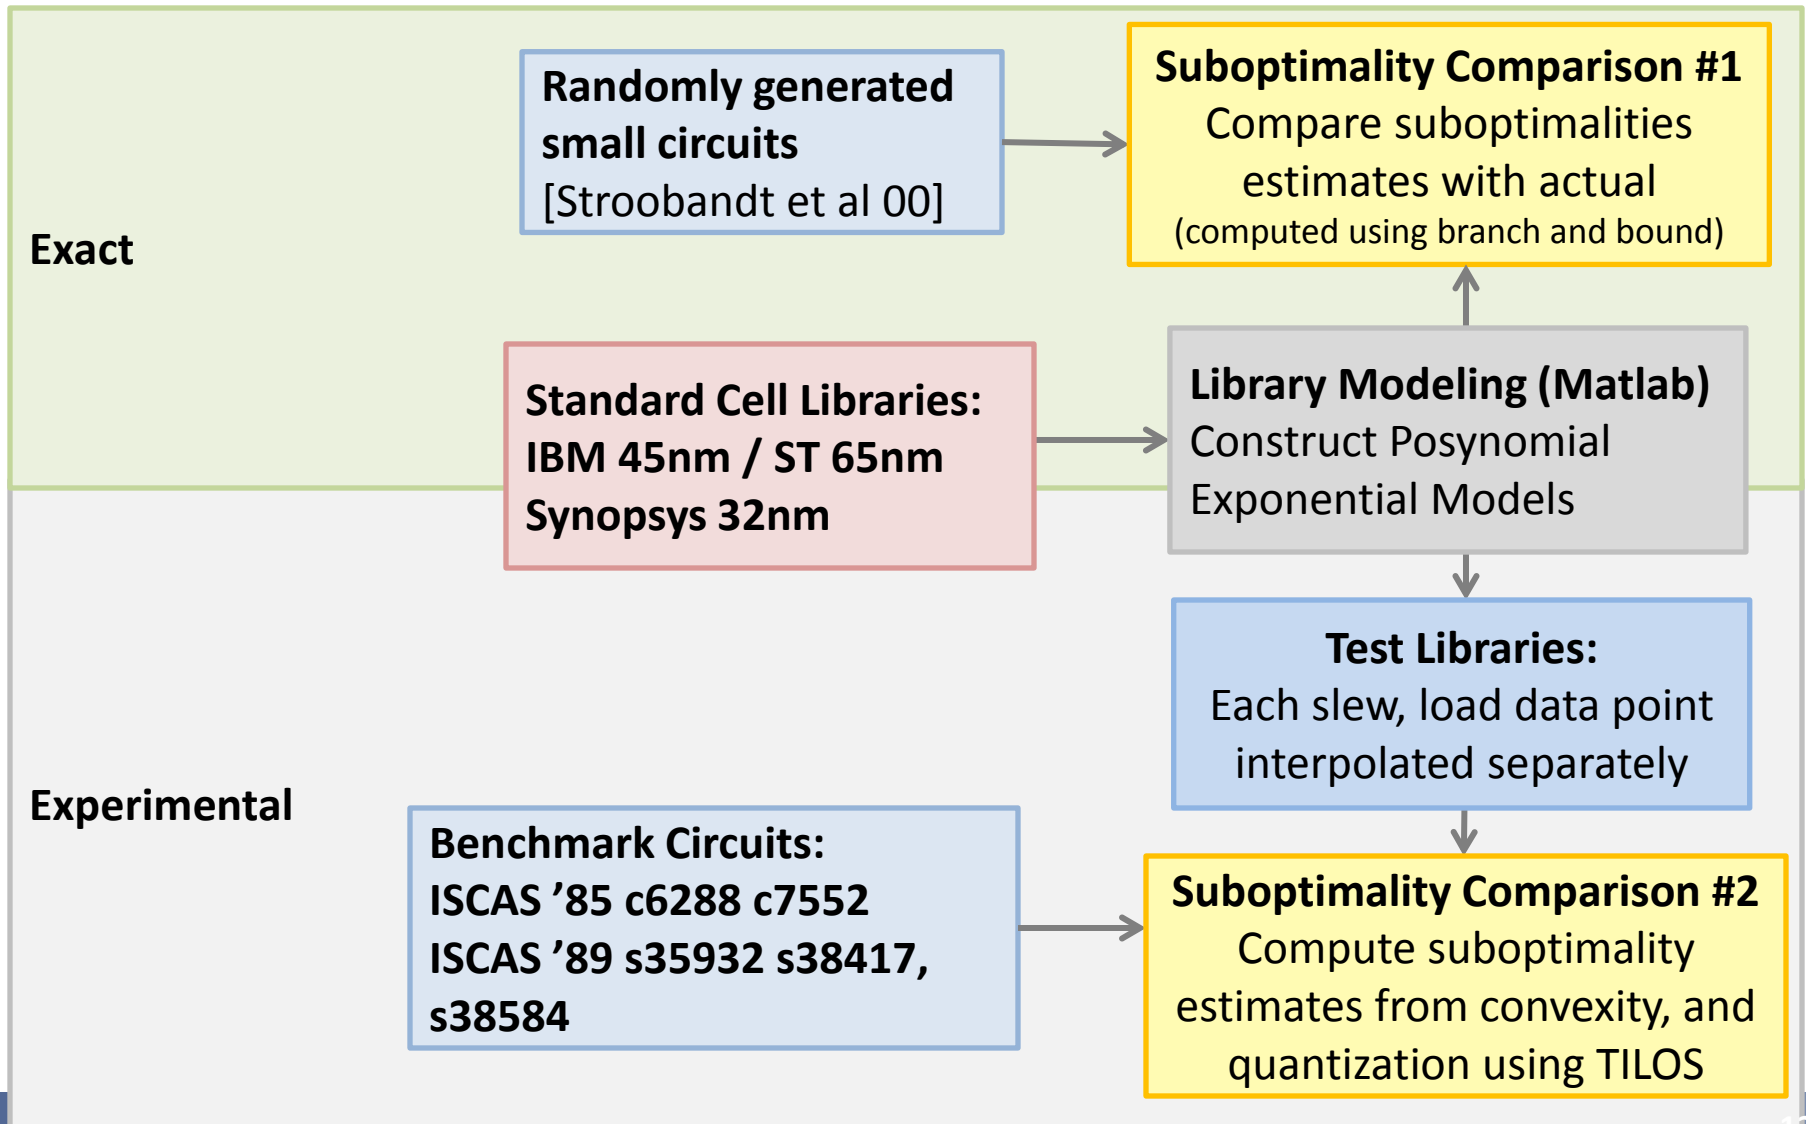 Exact
Randomly generated
small circuits
[Stroobandt et al 00]
Suboptimality Comparison #1
Compare suboptimalities
estimates with actual
(computed using branch and bound)
Standard Cell Libraries:
IBM 45nm / ST 65nm
Synopsys 32nm
Library Modeling (Matlab)
Construct Posynomial
Exponential Models
Test Libraries:
Each slew, load data point
interpolated separately
Experimental
Benchmark Circuits:
ISCAS ’85 c6288 c7552
ISCAS ’89 s35932 s38417,
s38584
Suboptimality Comparison #2
Compute suboptimality
estimates from convexity, and
quantization using TILOS